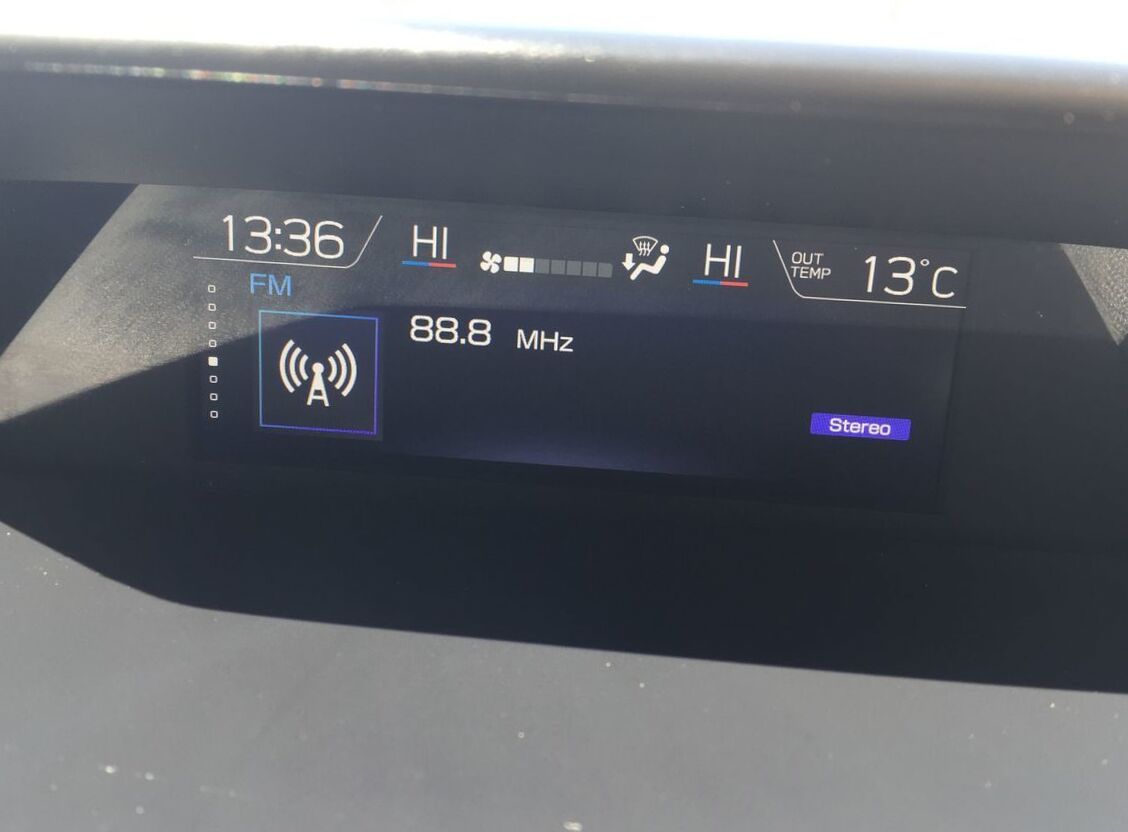 13:36
HI
HI
OUT
TEMP
13°C
FM
88.8 MHz
Stereo